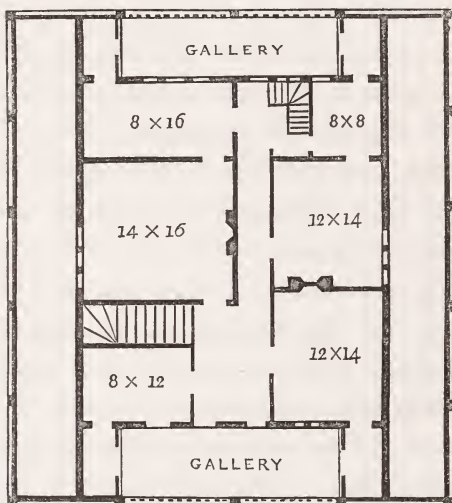 GALLERY
8 × 16
8 × 8
14 × 16
12 × 14
12 × 14
8 × 12
GALLERY